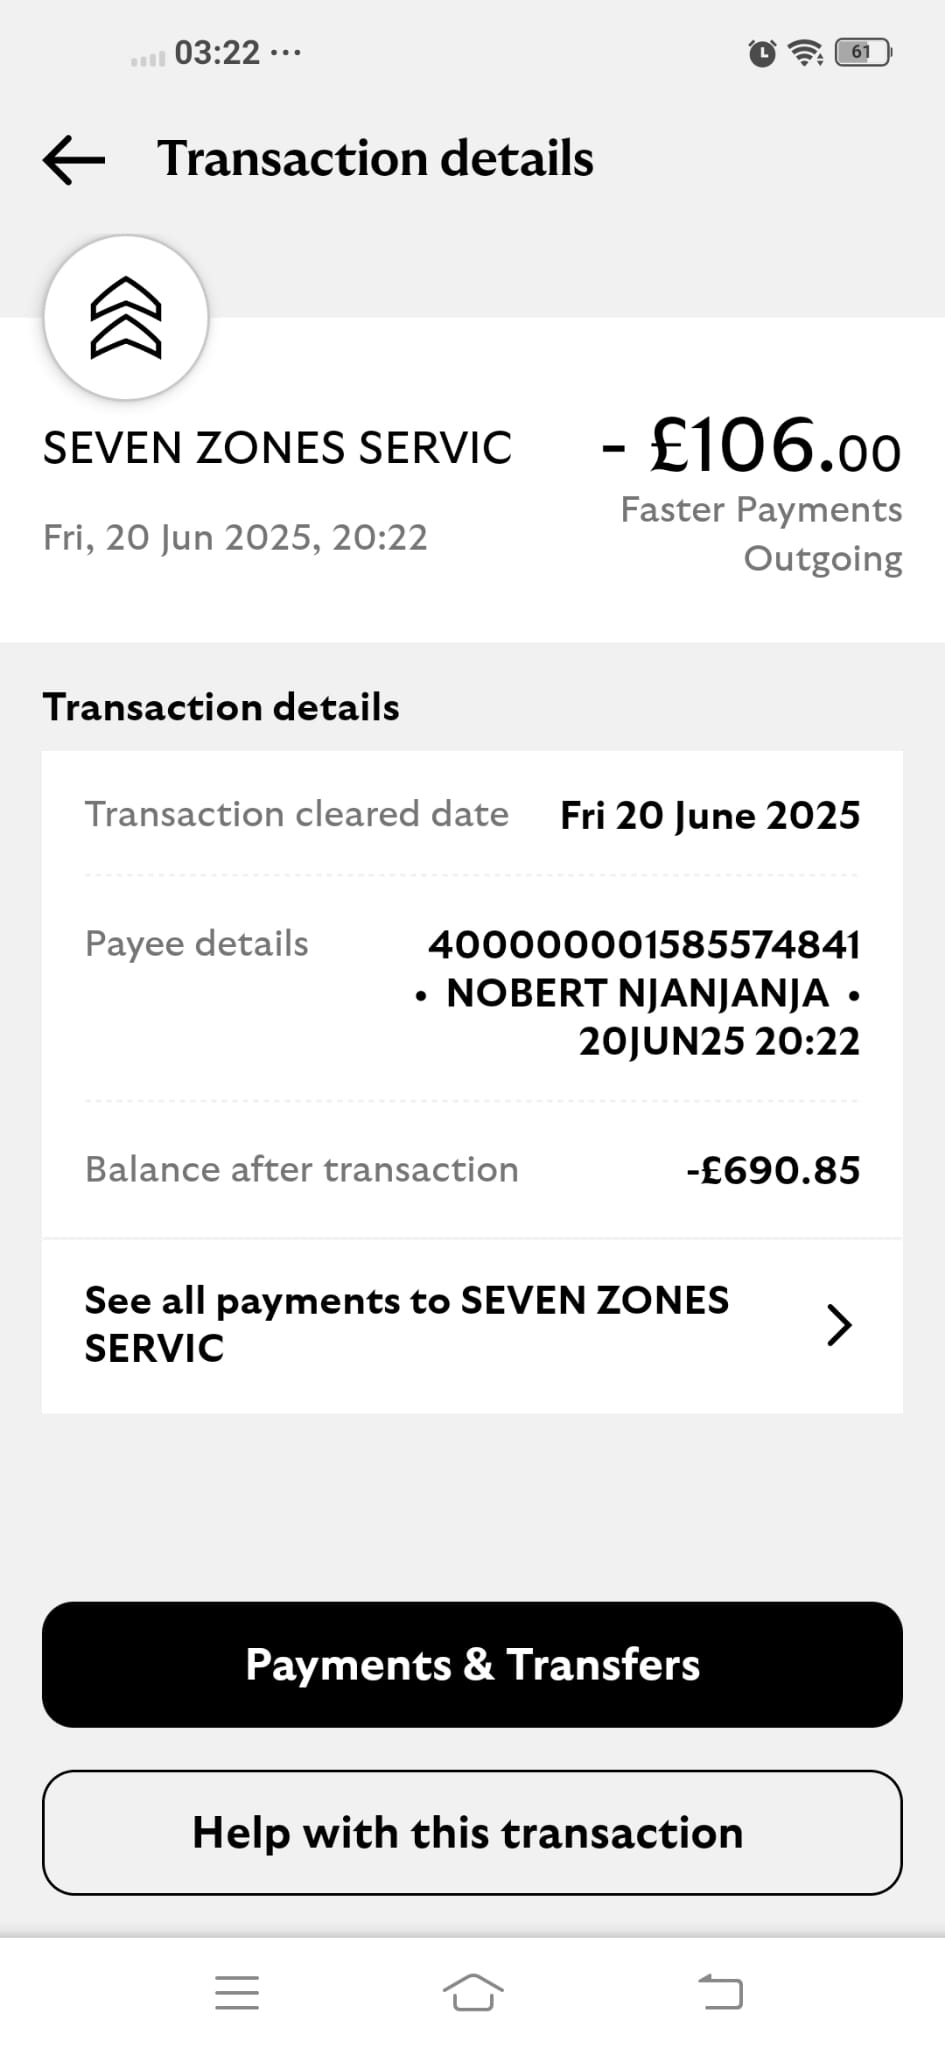 03:22 ...
61
Transaction details
SEVEN ZONES SERVIC
- £106.00
Fri, 20 Jun 2025, 20:22
Faster Payments
Outgoing
Transaction details
Transaction cleared date Fri 20 June 2025
Payee details 400000001585574841
• NOBERT NJANJANJA •
20JUN25 20:22
Balance after transaction -£690.85
See all payments to SEVEN ZONES
SERVIC
Payments & Transfers
Help with this transaction